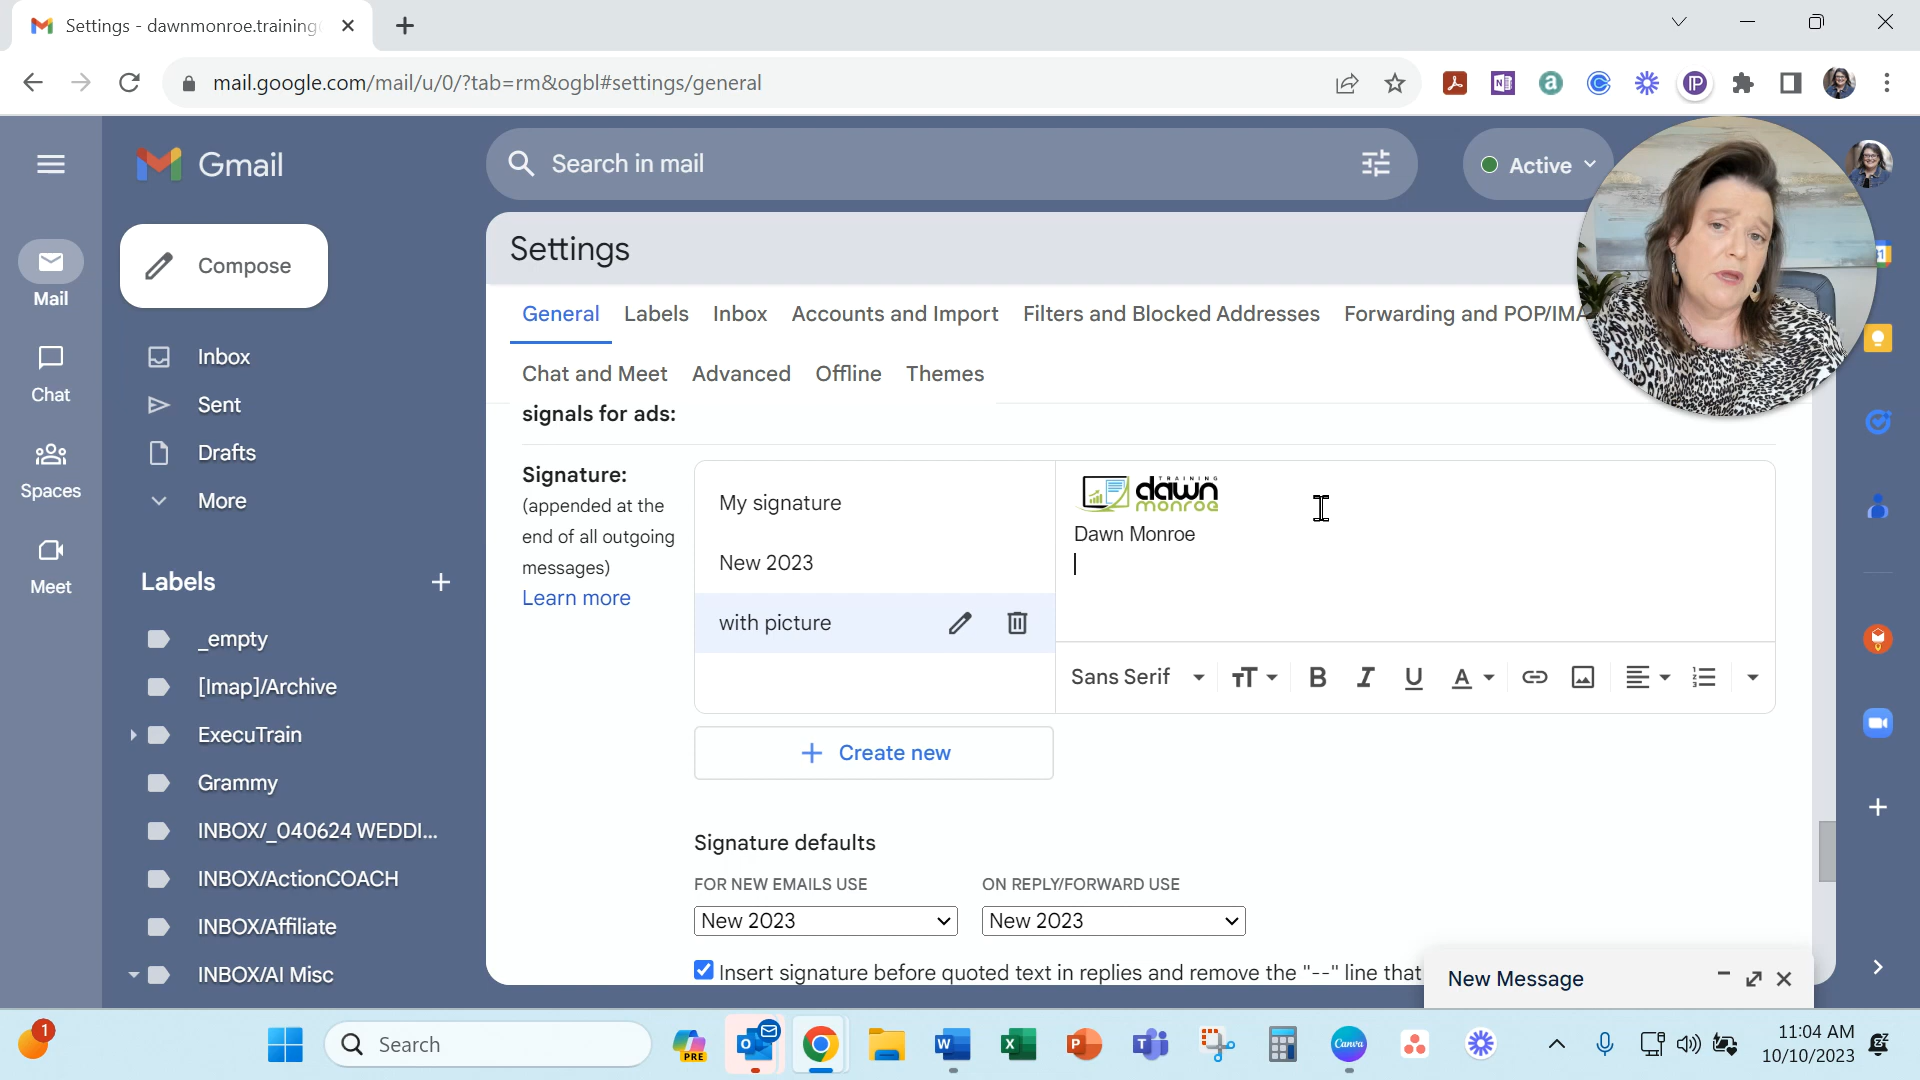 Settings - dawnmonroe.training
mail.google.com/mail/u/0/?tab=rm&ogbl#settings/general
Gmail
Search in mail
Active
Compose
Settings
Mail
General Labels Inbox Accounts and Import Filters and Blocked Addresses Forwarding and POP/IMA
Inbox
Chat and Meet Advanced Offline Themes
Chat
Sent
signals for ads:
Drafts
Spaces
More
Meet
Signature:
(appended at the
end of all outgoing
messages)
Learn more
My signature
New 2023
with picture
TRAINING
dawn
monroe
Dawn Monroe
Sans Serif
Create new
Labels
_empty
[Imap]/Archive
ExecuTrain
Grammy
INBOX/_040624 WEDDI...
INBOX/ActionCOACH
INBOX/Affiliate
INBOX/AI Misc
Signature defaults
FOR NEW EMAILS USE ON REPLY/FORWARD USE
New 2023 New 2023
Insert signature before quoted text in replies and remove the "--" line that
New Message
1
Search
PRE
Canva
11:04 AM
10/10/2023